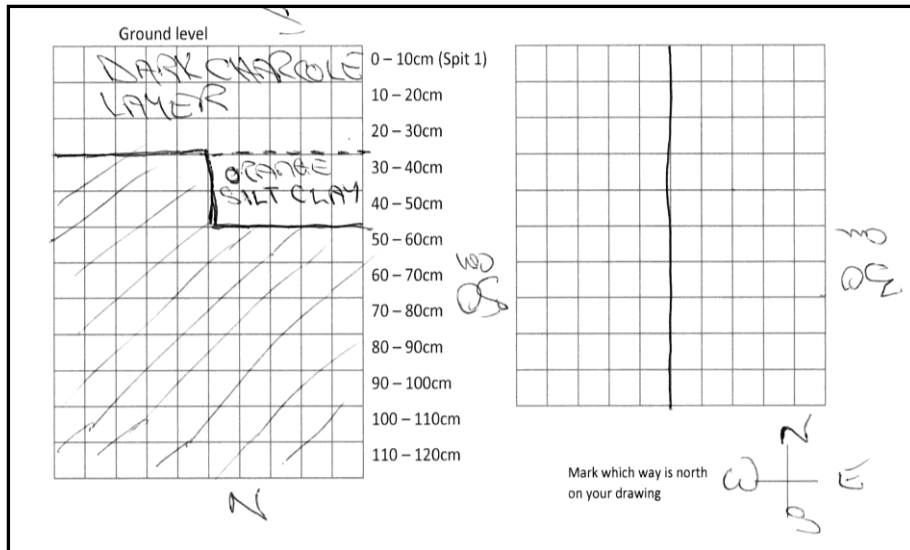 Ground level
DARK CHARCOLE
LAYER
0 – 10cm (Spit 1)
10 – 20cm
20 – 30cm
ORANGE
SILT CLAY
30 – 40cm
40 – 50cm
50 – 60cm
60 – 70cm
70 – 80cm
80 – 90cm
90 – 100cm
100 – 110cm
110 – 120cm
N
Mark which way is north
on your drawing
N
W
E
S